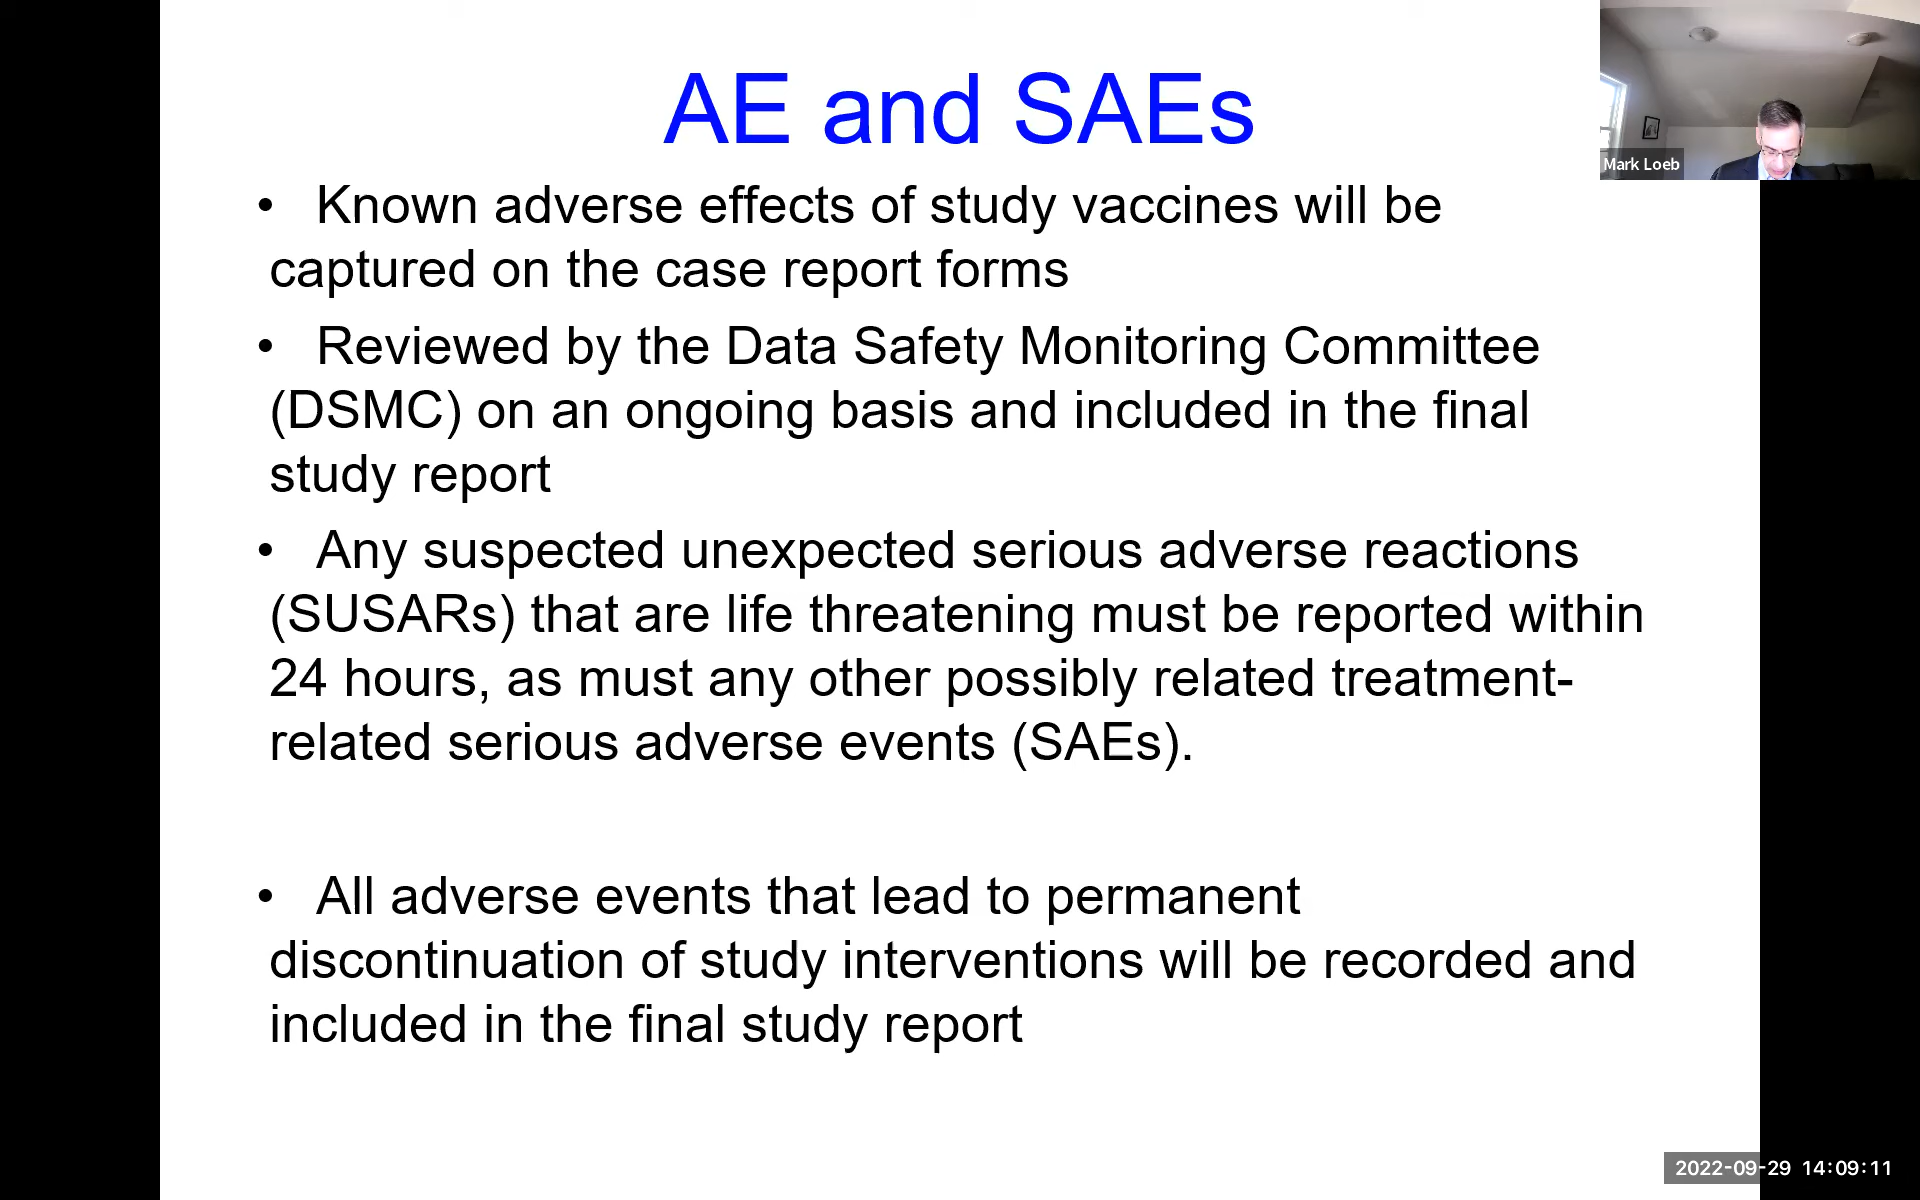 AE and SAEs
Mark Loeb
• Known adverse effects of study vaccines will be
captured on the case report forms
• Reviewed by the Data Safety Monitoring Committee
(DSMC) on an ongoing basis and included in the final
study report
• Any suspected unexpected serious adverse reactions
(SUSARs) that are life threatening must be reported within
24 hours, as must any other possibly related treatment-
related serious adverse events (SAEs).
• All adverse events that lead to permanent
discontinuation of study interventions will be recorded and
included in the final study report
2022-09-29 14:09:11